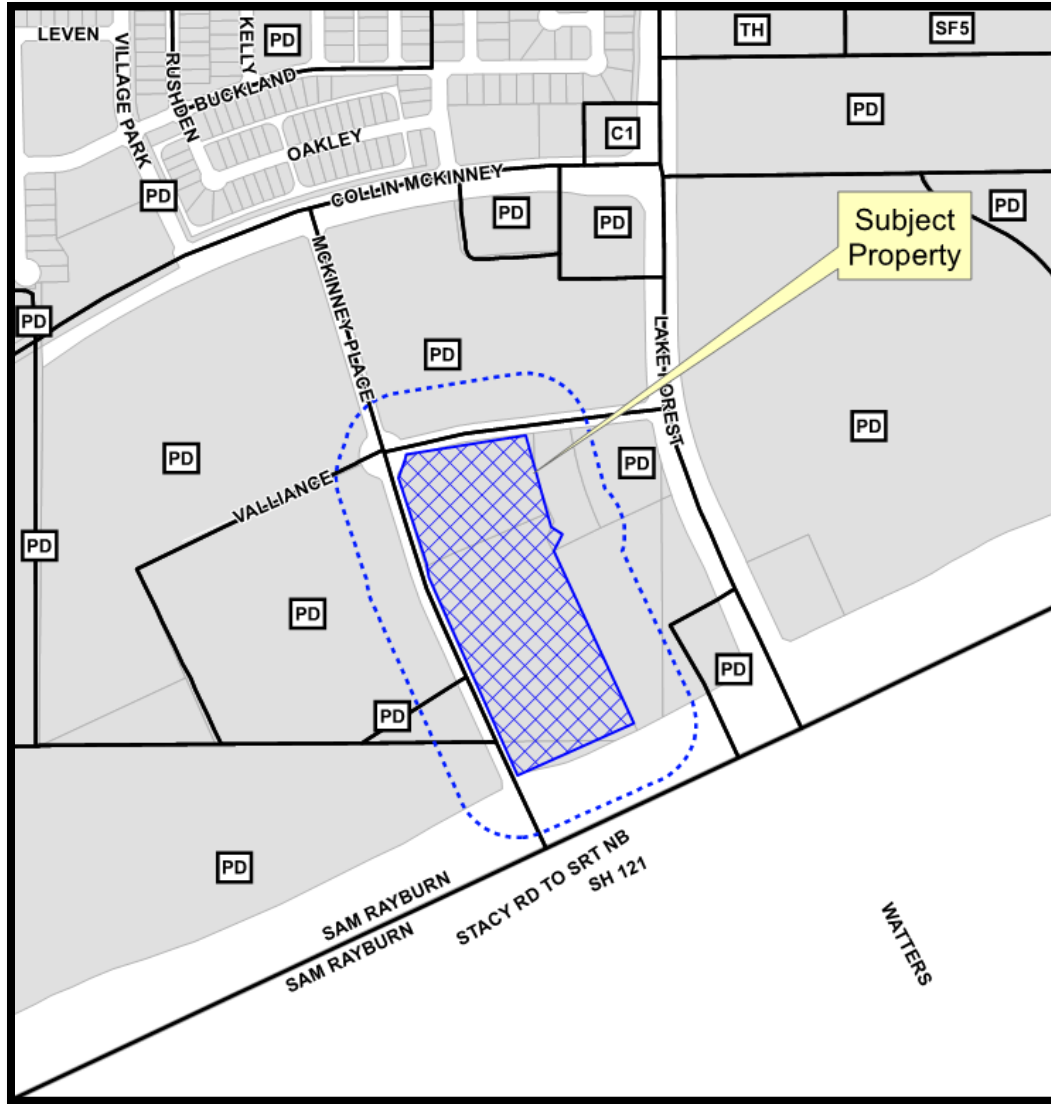 LEVEN
VILLAGE PARK
RUSHDEN
KELLY
PD
BUCKLAND
OAKLEY
PD
COLLIN MCKINNEY
TH
SF5
PD
C1
PD
PD
PD
Subject
Property
MCKINNEY PLACE
LAKE FOREST
PD
PD
PD
PD
PD
VALLIANCE
PD
PD
PD
PD
PD
PD
SAM RAYBURN
SAM RAYBURN
STACY RD TO SRT NB
SH 121
WATTERS